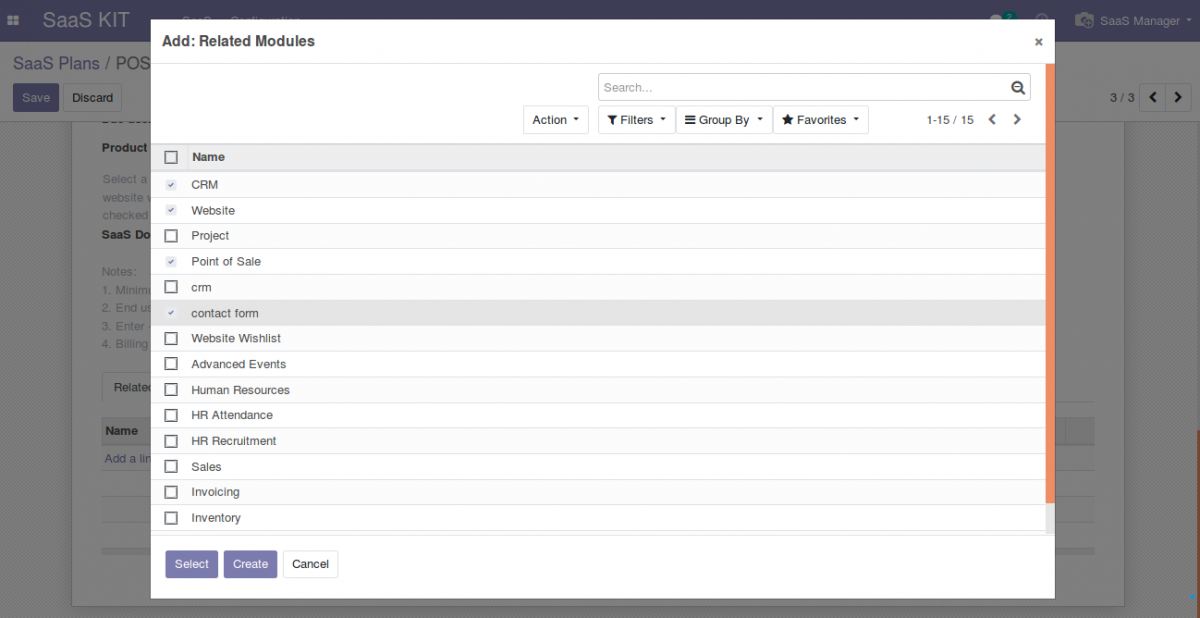 SaaS KIT
SaaS Configuration
2
SaaS Manager
SaaS Plans / POS
Save Discard
3 / 3
Add: Related Modules
×
Search...
Action Filters Group By Favorites 1-15 / 15
Product
Select a
website
checked
SaaS Do
Notes:
1. Minim
2. End us
3. Enter
4. Billing
Related
Name
Add a lin
Name
CRM
Website
Project
Point of Sale
crm
contact form
Website Wishlist
Advanced Events
Human Resources
HR Attendance
HR Recruitment
Sales
Invoicing
Inventory
Select Create Cancel